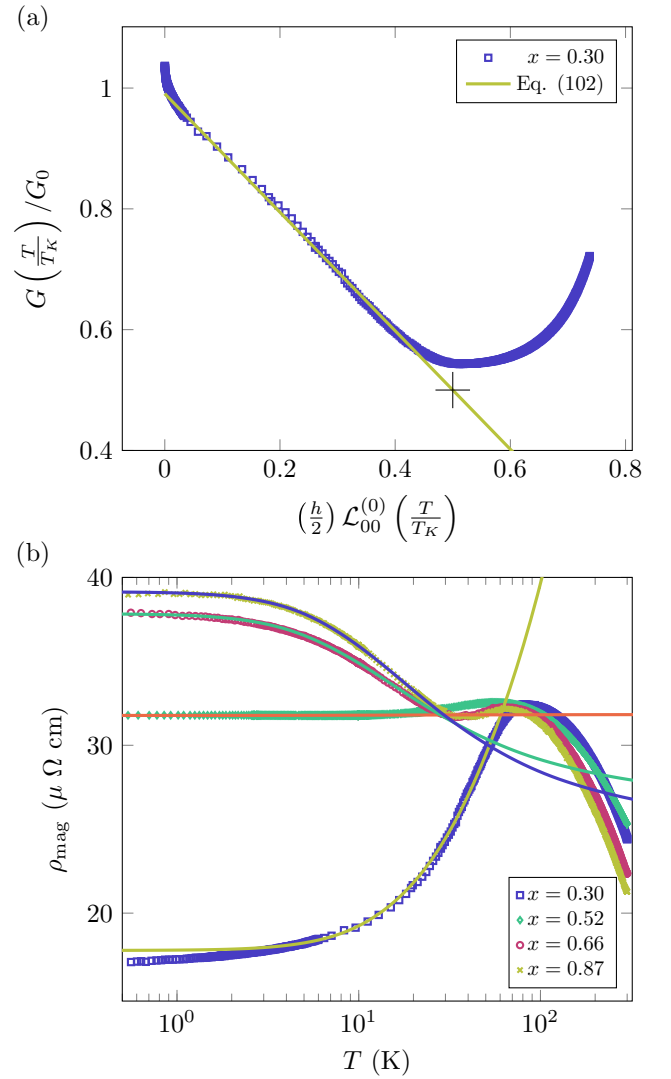 (a)
1
0.8
0.6
0.4
G(T/T_K)/G_0
x = 0.30
Eq. (102)
0 0.2 0.4 0.6 0.8
(h/2) 𝓛_00^(0) (T/T_K)
(b)
40
30
20
ρ_mag (μ Ω cm)
x = 0.30
x = 0.52
x = 0.66
x = 0.87
10^0 10^1 10^2
T (K)